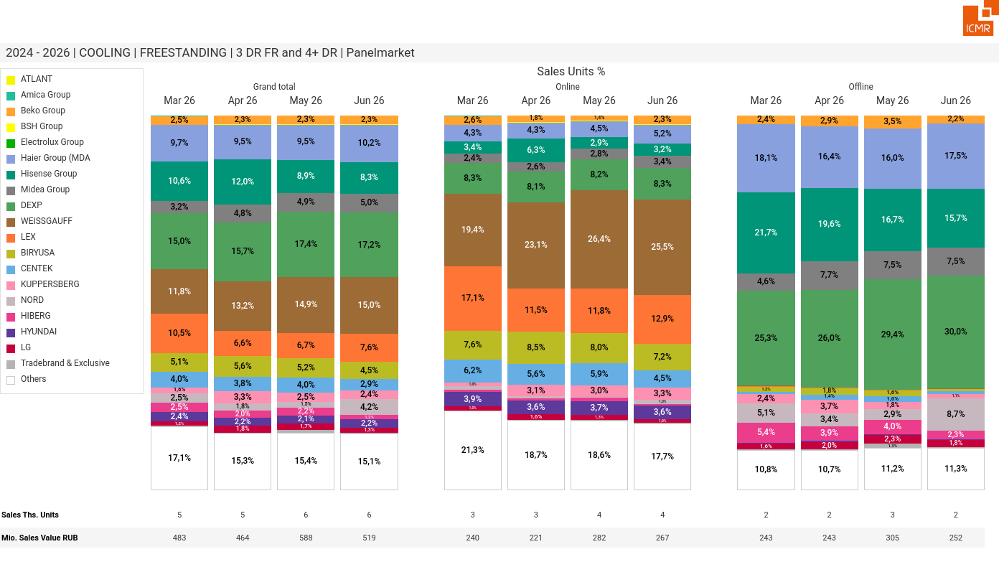 ICMR
2024 - 2026 | COOLING | FREESTANDING | 3 DR FR and 4+ DR | Panelmarket
Sales Units %
Grand total Online Offline
Mar 26 Apr 26 May 26 Jun 26 Mar 26 Apr 26 May 26 Jun 26 Mar 26 Apr 26 May 26 Jun 26
ATLANT
Amica Group
Beko Group
BSH Group
Electrolux Group
Haier Group (MDA
Hisense Group
Midea Group
DEXP
WEISSGAUFF
LEX
BIRYUSA
CENTEK
KUPPERSBERG
NORD
HIBERG
HYUNDAI
LG
Tradebrand & Exclusive
Others
2,5% 2,3% 2,3% 2,3% 2,6% 1,8% 1,4% 2,3% 2,4% 2,9% 3,5% 2,2%
9,7% 9,5% 9,5% 10,2% 4,3% 4,3% 4,5% 5,2% 18,1% 16,4% 16,0% 17,5%
10,6% 12,0% 8,9% 8,3% 3,4% 6,3% 2,9% 3,2% 21,7% 19,6% 16,7% 15,7%
3,2% 4,8% 4,9% 5,0% 2,4% 2,6% 2,8% 3,4% 4,6% 7,7% 7,5% 7,5%
15,0% 15,7% 17,4% 17,2% 8,3% 8,1% 8,2% 8,3% 25,3% 26,0% 29,4% 30,0%
11,8% 13,2% 14,9% 15,0% 19,4% 23,1% 26,4% 25,5%
10,5% 6,6% 6,7% 7,6% 17,1% 11,5% 11,8% 12,9%
5,1% 5,6% 5,2% 4,5% 7,6% 8,5% 8,0% 7,2% 1,2% 1,8% 1,6%
4,0% 3,8% 4,0% 2,9% 6,2% 5,6% 5,9% 4,5% 1,4% 1,6%
1,6% 3,3% 2,5% 2,4% 1,0% 3,1% 3,0% 3,3% 2,4% 3,7% 1,8% 1,1%
2,5% 1,8% 1,5% 4,2% 1,0% 5,1% 3,4% 2,9% 8,7%
2,5% 2,0% 2,2% 1,2% 5,4% 3,9% 4,0% 2,3%
2,4% 2,2% 2,1% 2,2% 3,9% 3,6% 3,7% 3,6%
1,2% 1,8% 1,7% 1,3% 1,0% 1,6% 1,3% 1,0% 1,6% 2,0% 2,3% 1,8%
1,3%
17,1% 15,3% 15,4% 15,1% 21,3% 18,7% 18,6% 17,7% 10,8% 10,7% 11,2% 11,3%
Sales Ths. Units 5 5 6 6 3 3 4 4 2 2 3 2
Mio. Sales Value RUB 483 464 588 519 240 221 282 267 243 243 305 252